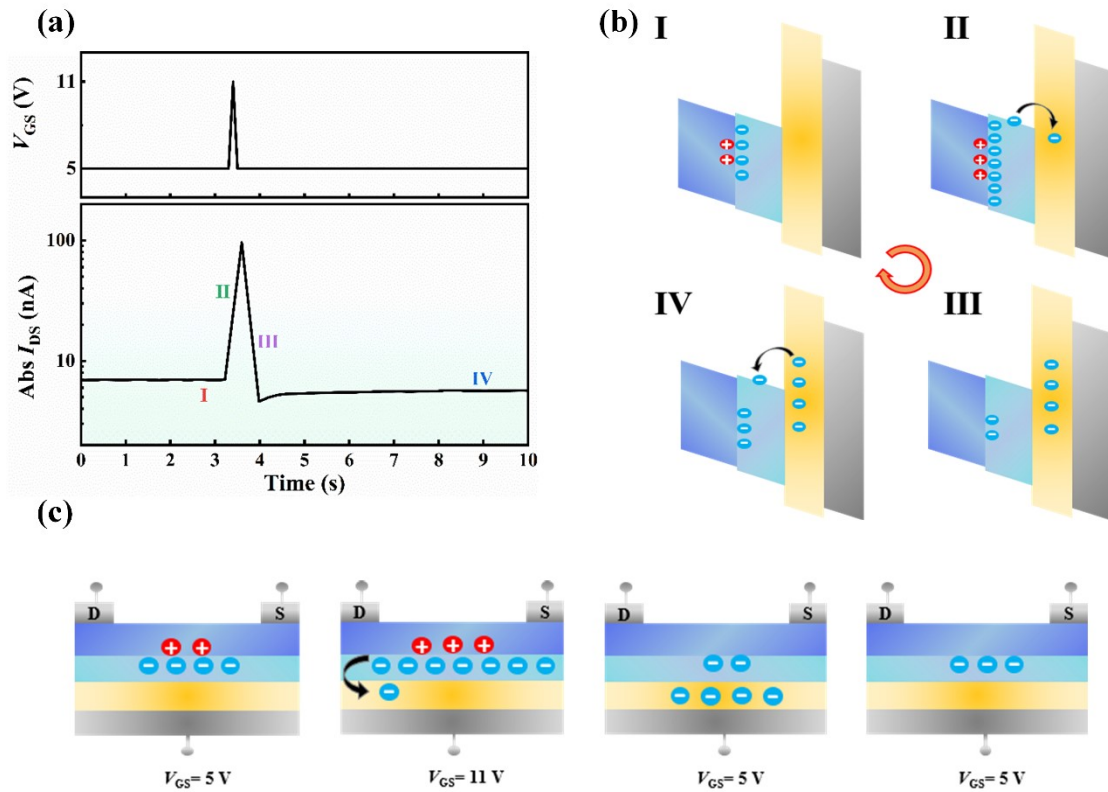 (a)
V_GS (V)
11
5
Abs I_DS (nA)
100
10
I
II
III
IV
0 1 2 3 4 5 6 7 8 9 10
Time (s)
(b)
I
II
IV
III
(c)
D S
D S
D S
D S
V_GS= 5 V
V_GS= 11 V
V_GS= 5 V
V_GS= 5 V